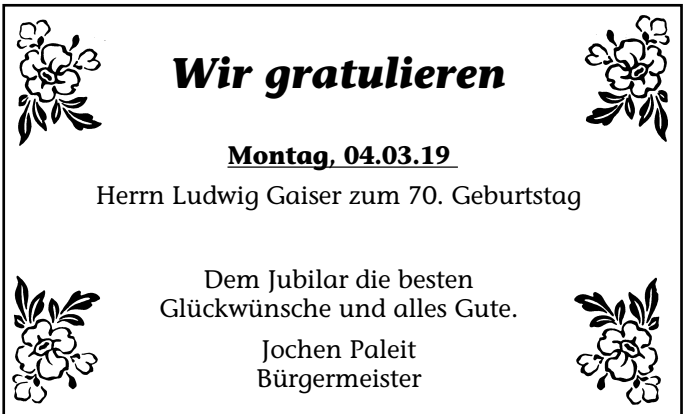 Wir gratulieren
Montag, 04.03.19
Herrn Ludwig Gaiser zum 70. Geburtstag
Dem Jubilar die besten
Glückwünsche und alles Gute.
Jochen Paleit
Bürgermeister